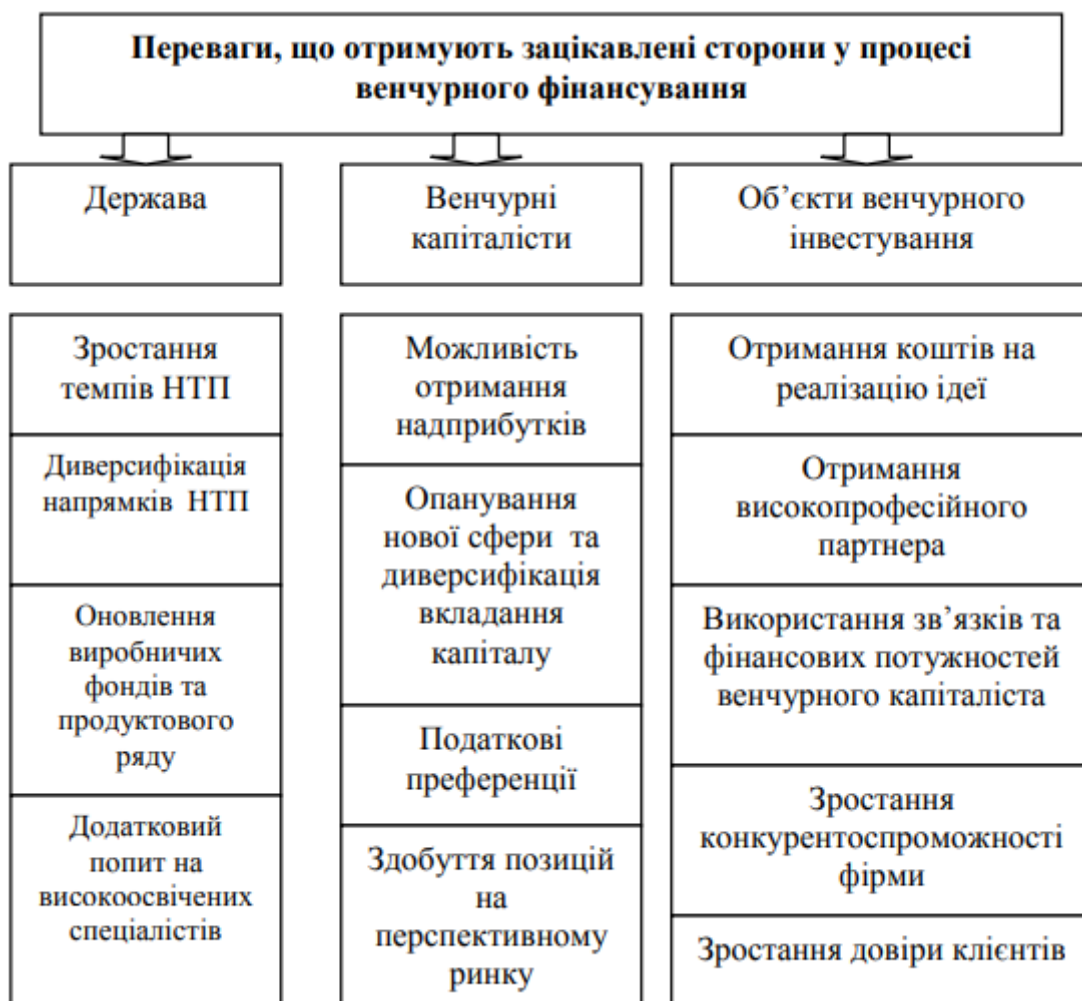 Переваги, що отримують зацікавлені сторони у процесі
венчурного фінансування
Держава
Венчурні
капіталісти
Об’єкти венчурного
інвестування
Зростання
темпів НТП
Диверсифікація
напрямків НТП
Оновлення
виробничих
фондів та
продуктового
ряду
Додатковий
попит на
високоосвічених
спеціалістів
Можливість
отримання
надприбутків
Опанування
нової сфери та
диверсифікація
вкладання
капіталу
Податкові
преференції
Здобуття позицій
на
перспективному
ринку
Отримання коштів на
реалізацію ідеї
Отримання
високопрофесійного
партнера
Використання зв’язків та
фінансових потужностей
венчурного капіталіста
Зростання
конкурентоспроможності
фірми
Зростання довіри клієнтів